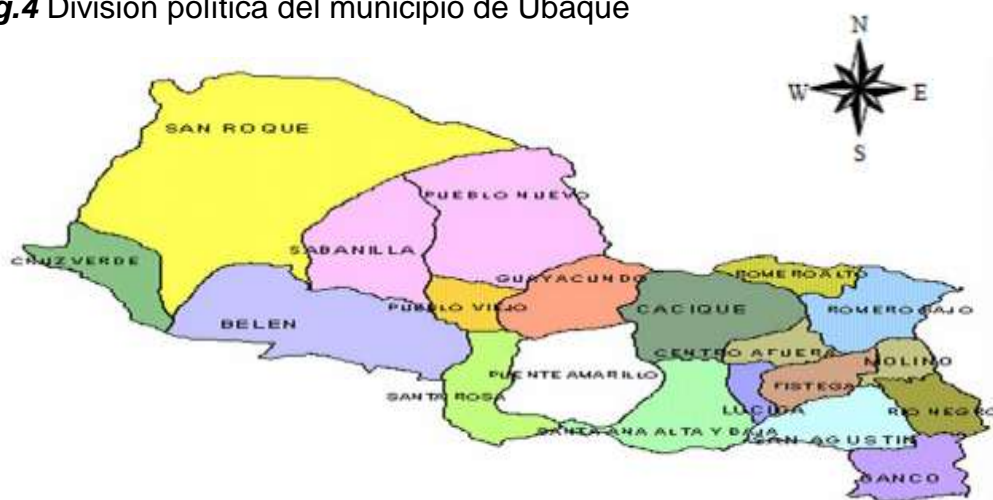 g.4 División política del municipio de Ubaque
N
W E
S
SAN ROQUE
PUEBLO NUEVO
SABANILLA
CRUZ VERDE
GUAYACUNDO
ROMERO ALTO
PUEBLO VIEJO
CACIQUE
ROMERO BAJO
BELEN
CENTRO AFUERA
MOLINO
PUENTE AMARILLO
FISTEGA
SANTA ROSA
LUCIGA
RIO NEGRO
SANTA ANA ALTA Y BAJA
SAN AGUSTIN
GANCO